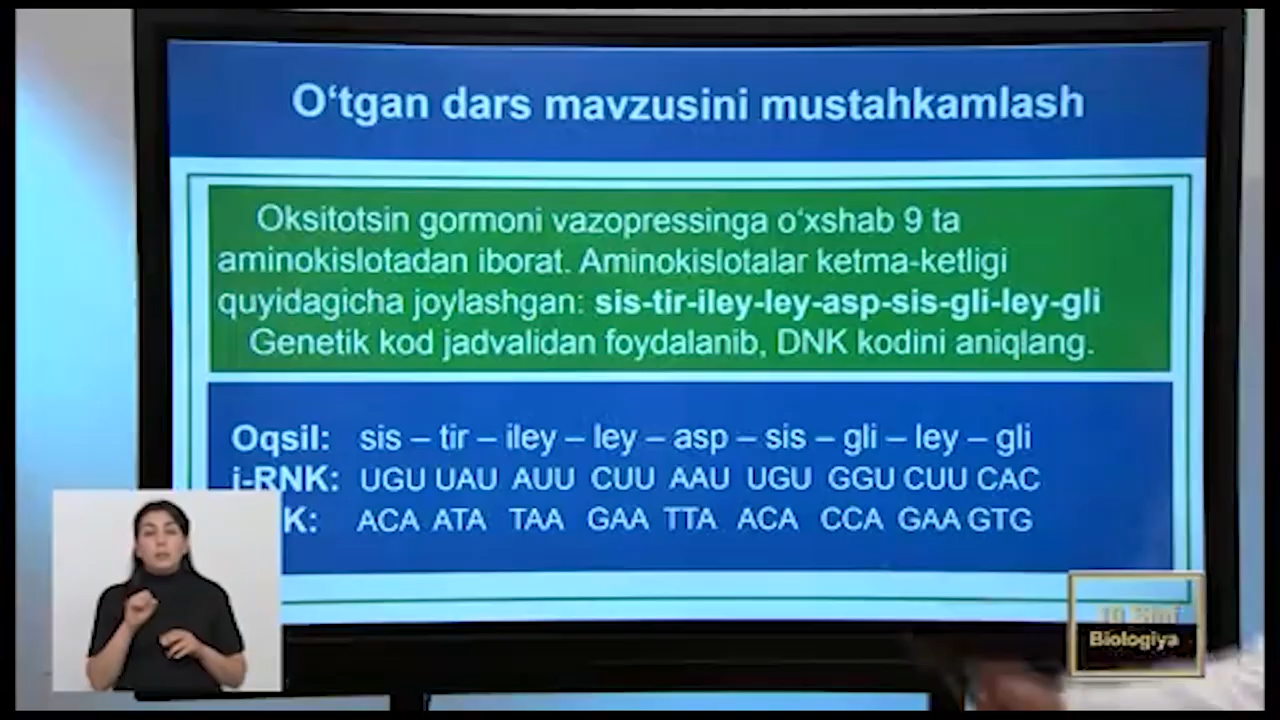 O‘tgan dars mavzusini mustahkamlash
Oksitotsin gormoni vazopressinga o‘xshab 9 ta
aminokislotadan iborat. Aminokislotalar ketma-ketligi
quyidagicha joylashgan: sis-tir-iley-ley-asp-sis-gli-ley-gli
Genetik kod jadvalidan foydalanib, DNK kodini aniqlang.
Oqsil: sis – tir – iley – ley – asp – sis – gli – ley – gli
i-RNK: UGU UAU AUU CUU AAU UGU GGU CUU CAC
K: ACA ATA TAA GAA TTA ACA CCA GAA GTG
Biologiya